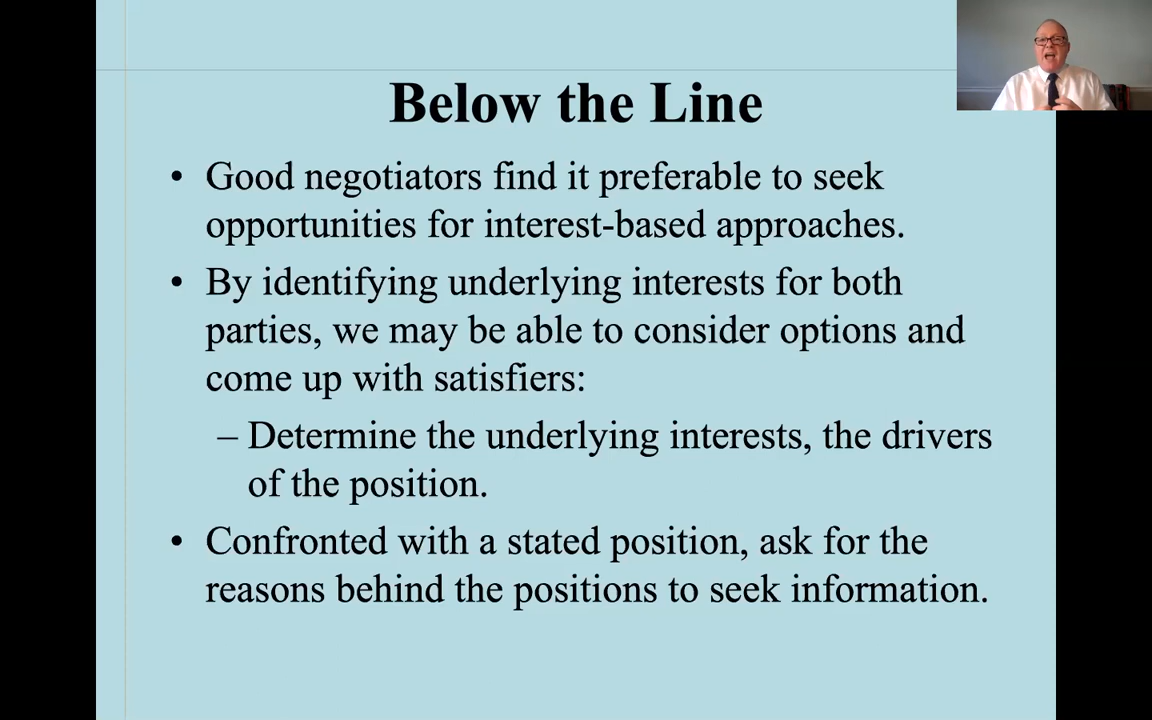 Below the Line
• Good negotiators find it preferable to seek
opportunities for interest-based approaches.
• By identifying underlying interests for both
parties, we may be able to consider options and
come up with satisfiers:
– Determine the underlying interests, the drivers
of the position.
• Confronted with a stated position, ask for the
reasons behind the positions to seek information.